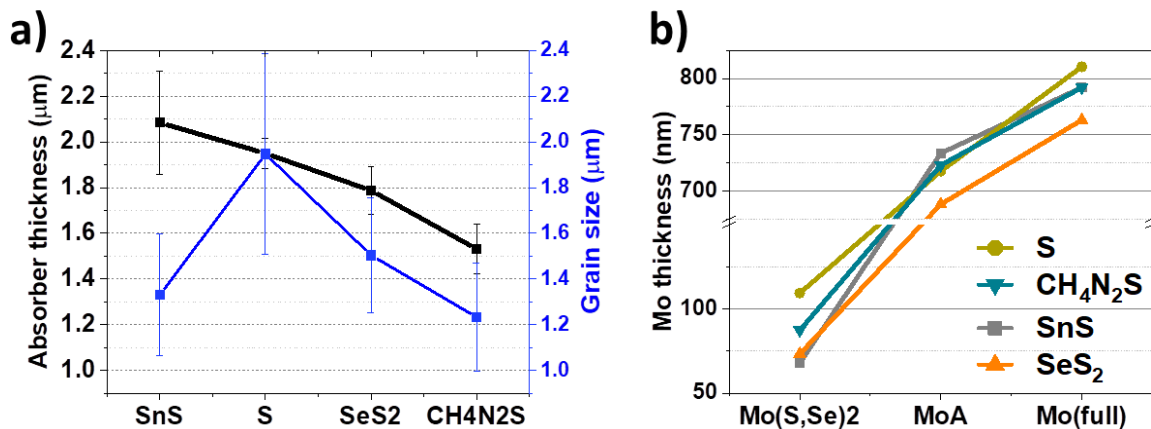 a)
Absorber thickness (μm)
2.4
2.2
2.0
1.8
1.6
1.4
1.2
1.0
SnS
S
SeS2
CH4N2S
2.4
2.2
2.0
1.8
1.6
1.4
1.2
1.0
Grain size (μm)
b)
Mo thickness (nm)
800
750
700
100
50
Mo(S,Se)2
MoA
Mo(full)
S
CH₄N₂S
SnS
SeS₂